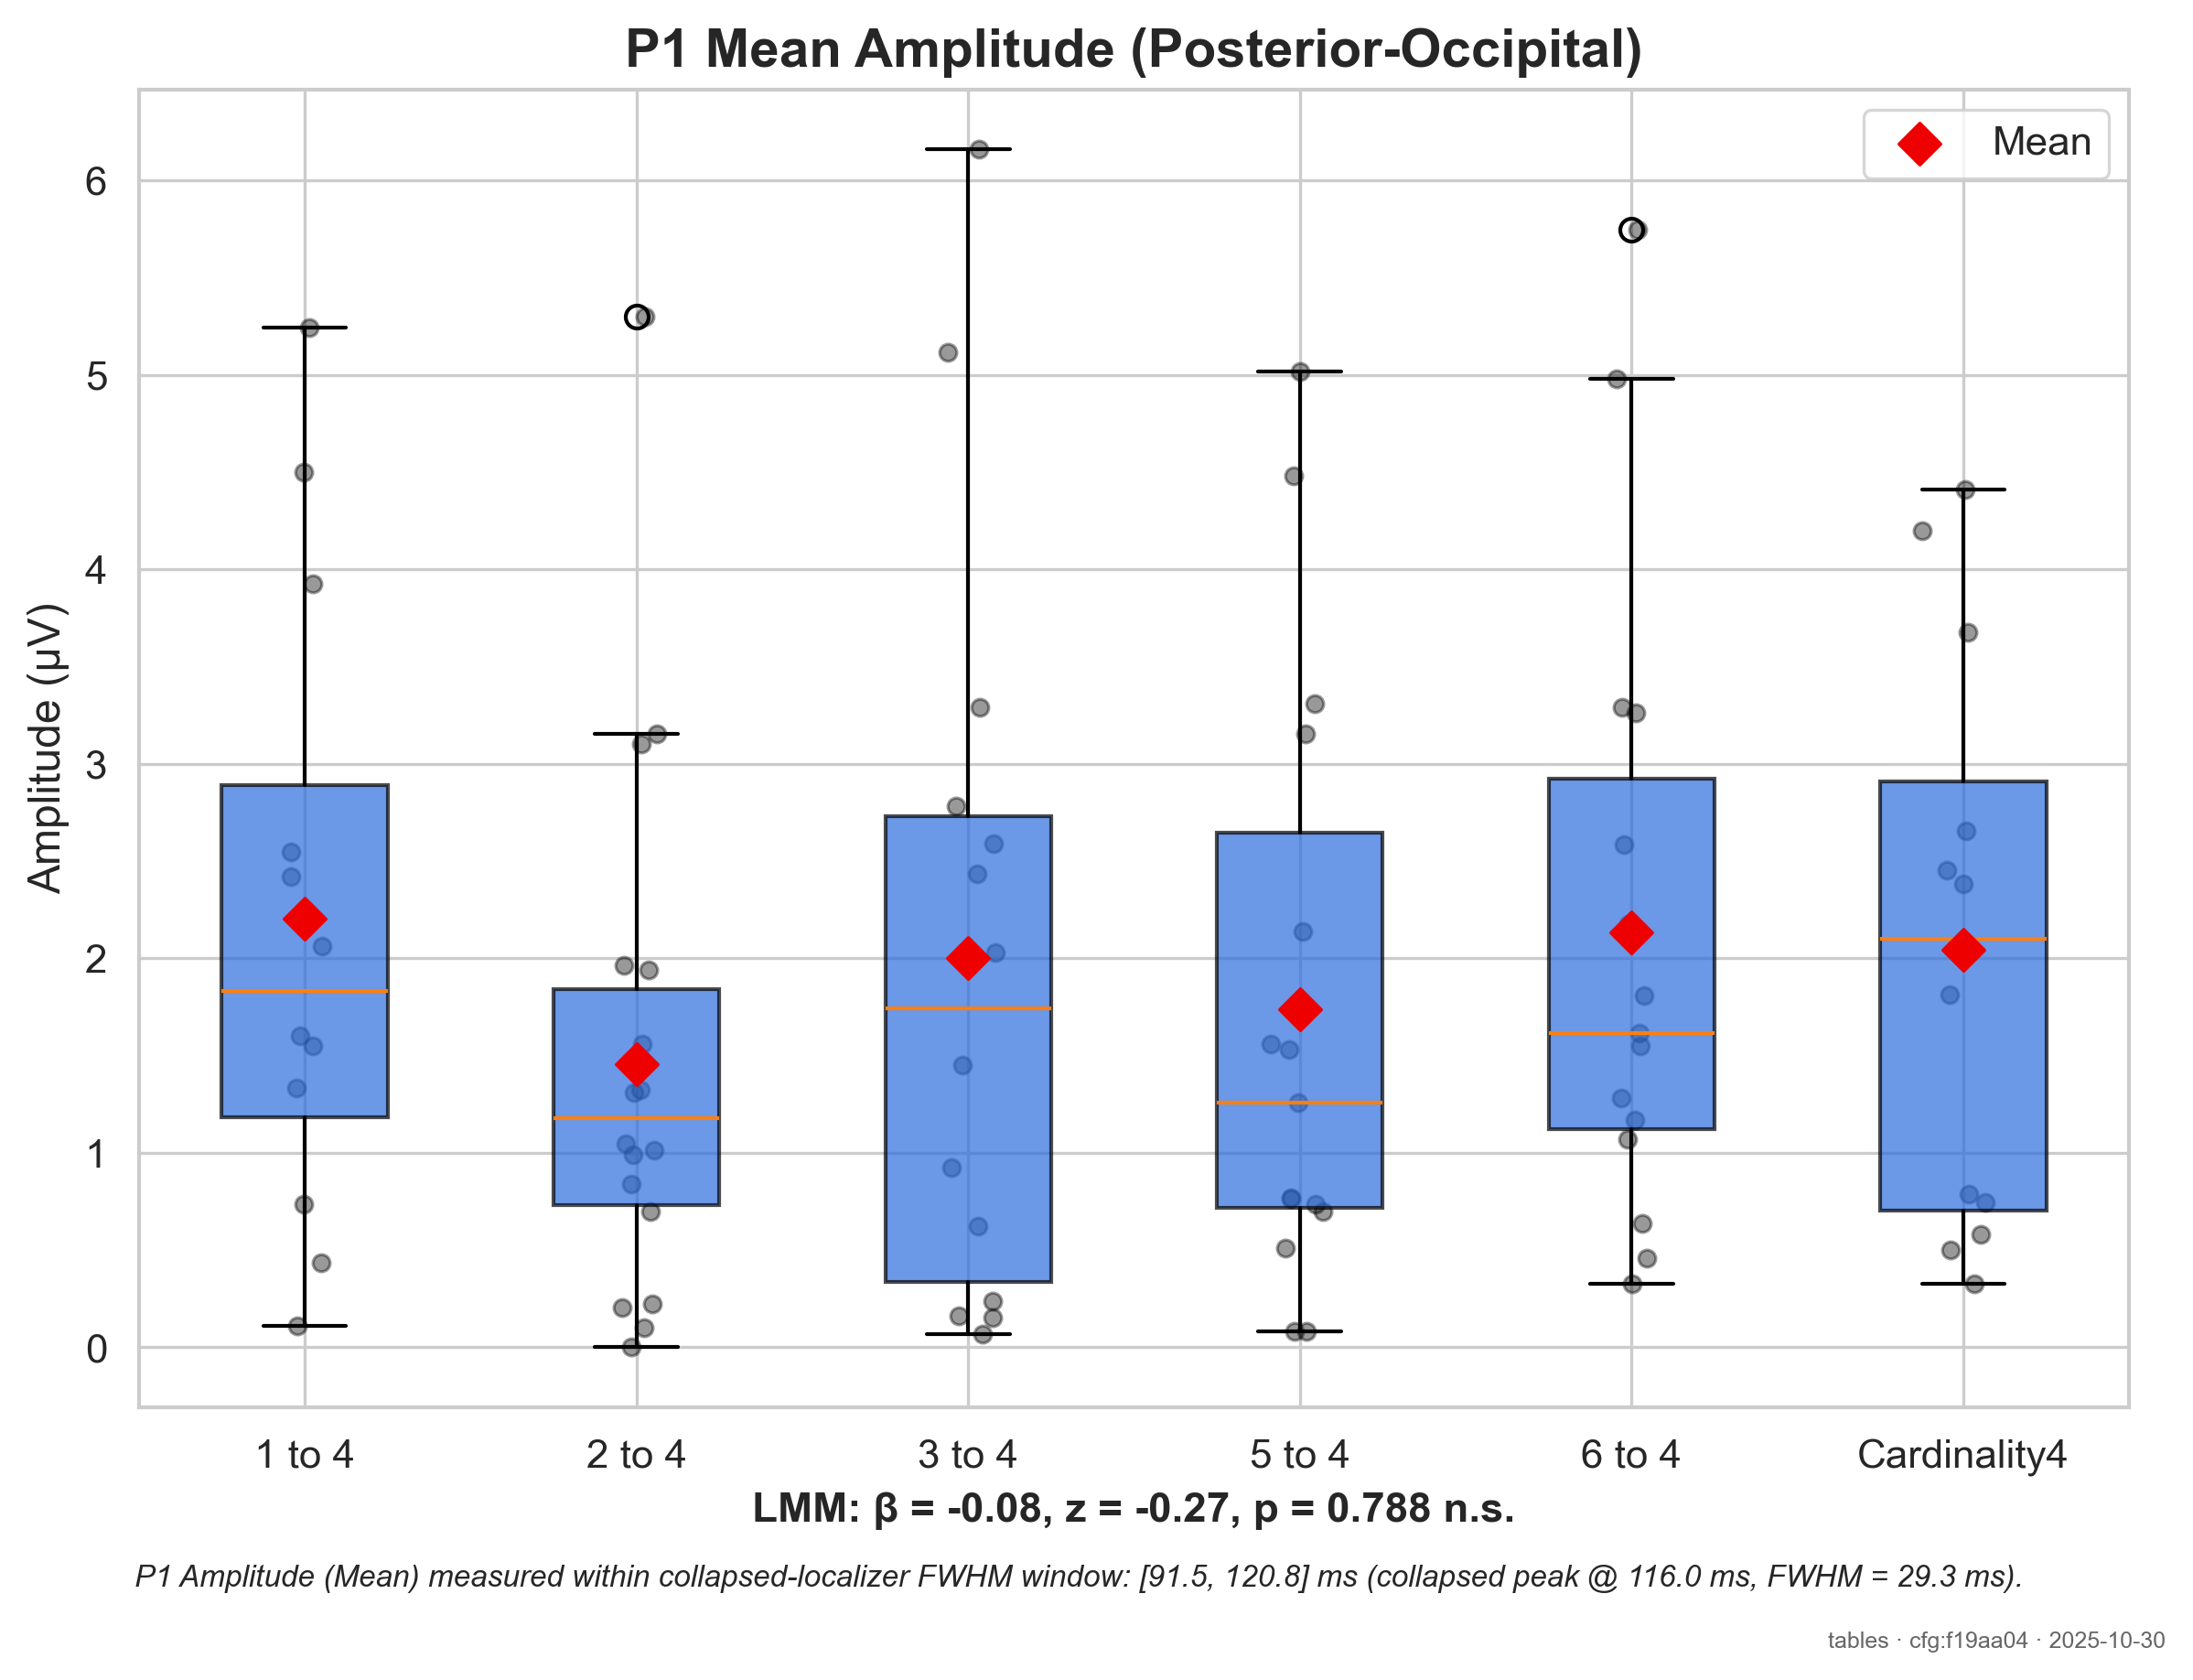 P1 Mean Amplitude (Posterior-Occipital)
Mean
Amplitude (µV)
6
5
4
3
2
1
0
1 to 4
2 to 4
3 to 4
5 to 4
6 to 4
Cardinality4
LMM: β = -0.08, z = -0.27, p = 0.788 n.s.
P1 Amplitude (Mean) measured within collapsed-localizer FWHM window: [91.5, 120.8] ms (collapsed peak @ 116.0 ms, FWHM = 29.3 ms).
tables · cfg:f19aa04 · 2025-10-30